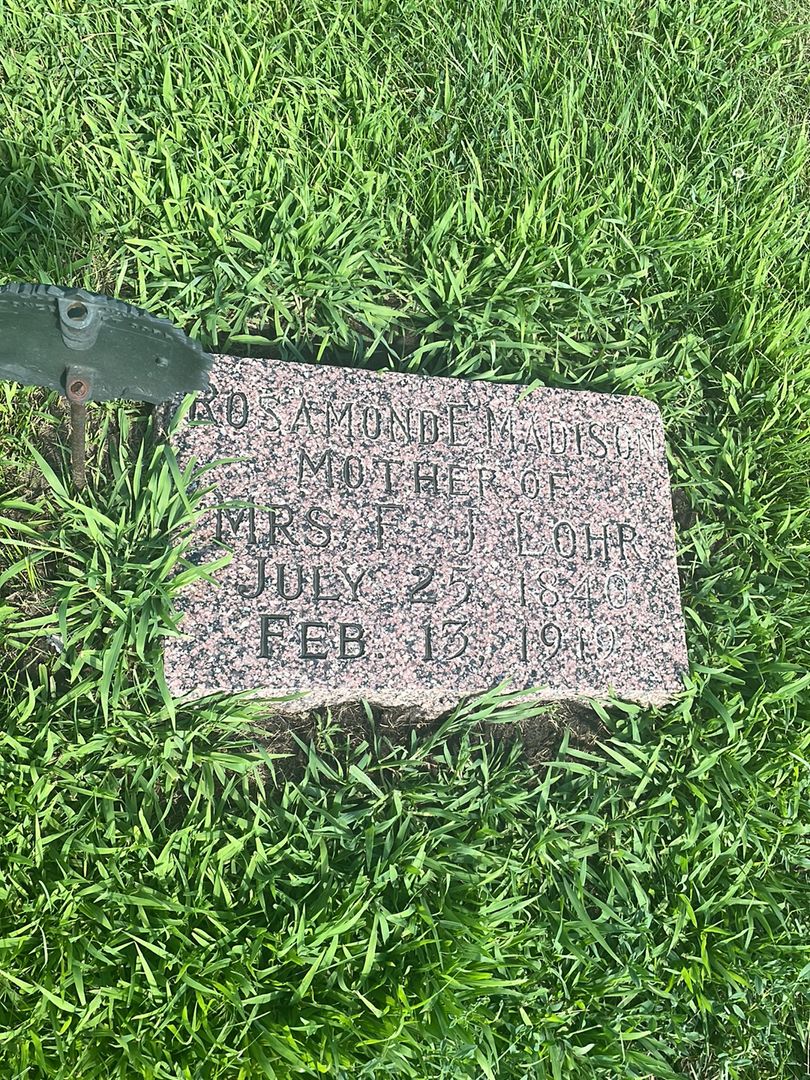 ROSAMONDE MADISON
MOTHER OF
MRS. F. J. LOHR
JULY 25, 1840
FEB. 13, 1919